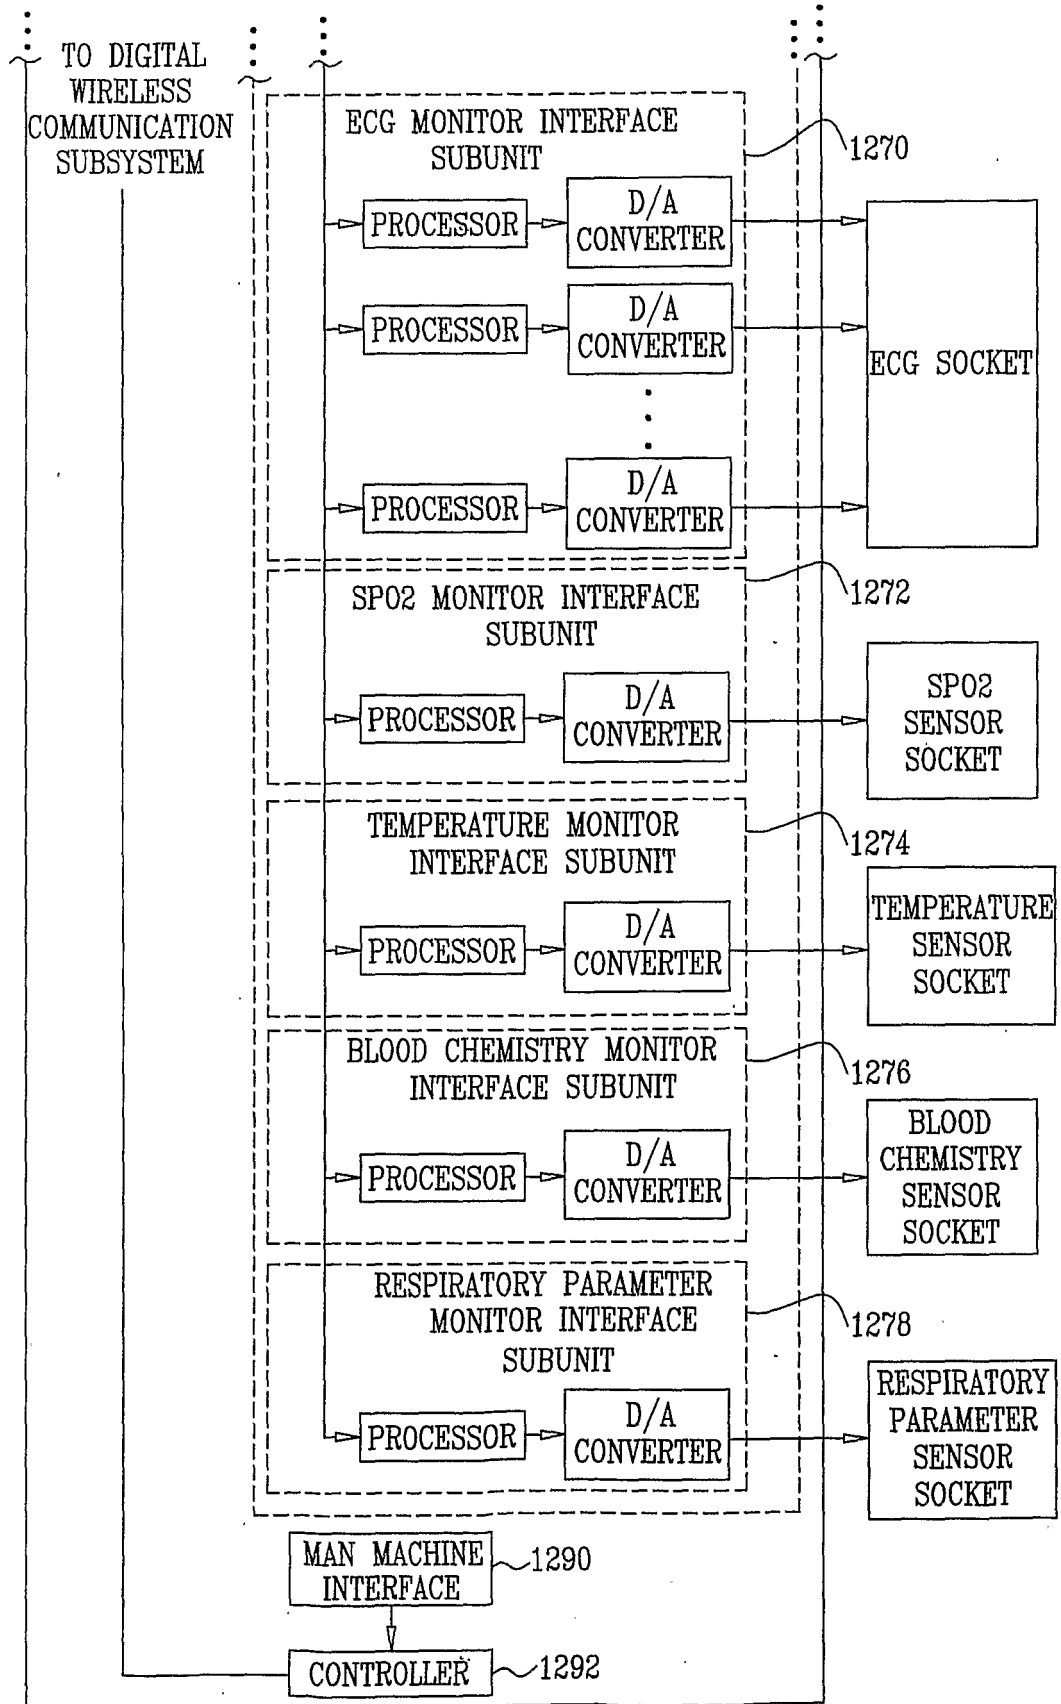 TO DIGITAL
WIRELESS
COMMUNICATION
SUBSYSTEM
ECG MONITOR INTERFACE
SUBUNIT
1270
PROCESSOR
D/A
CONVERTER
PROCESSOR
D/A
CONVERTER
ECG SOCKET
PROCESSOR
D/A
CONVERTER
1272
SPO2 MONITOR INTERFACE
SUBUNIT
PROCESSOR
D/A
CONVERTER
SPO2
SENSOR
SOCKET
TEMPERATURE MONITOR
INTERFACE SUBUNIT
1274
PROCESSOR
D/A
CONVERTER
TEMPERATURE
SENSOR
SOCKET
BLOOD CHEMISTRY MONITOR
INTERFACE SUBUNIT
1276
PROCESSOR
D/A
CONVERTER
BLOOD
CHEMISTRY
SENSOR
SOCKET
RESPIRATORY PARAMETER
MONITOR INTERFACE
SUBUNIT
1278
PROCESSOR
D/A
CONVERTER
RESPIRATORY
PARAMETER
SENSOR
SOCKET
MAN MACHINE
INTERFACE
1290
CONTROLLER
1292